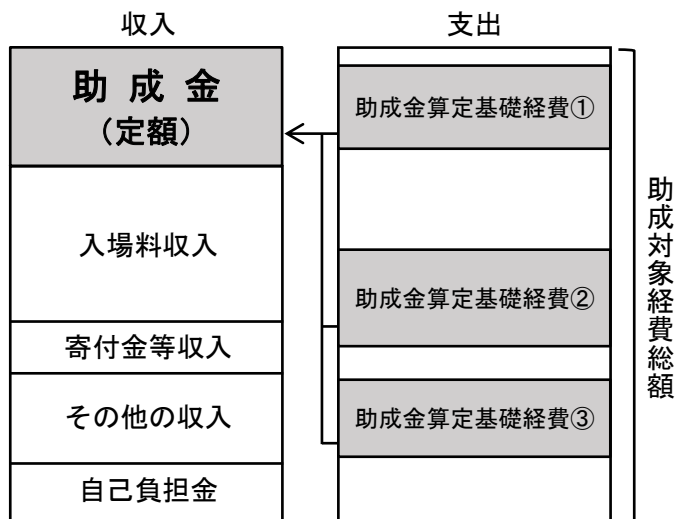 収入
助成金
(定額)
入場料収入
寄付金等収入
その他の収入
自己負担金
支出
助成金算定基礎経費①
助成金算定基礎経費②
助成金算定基礎経費③
助成対象経費総額